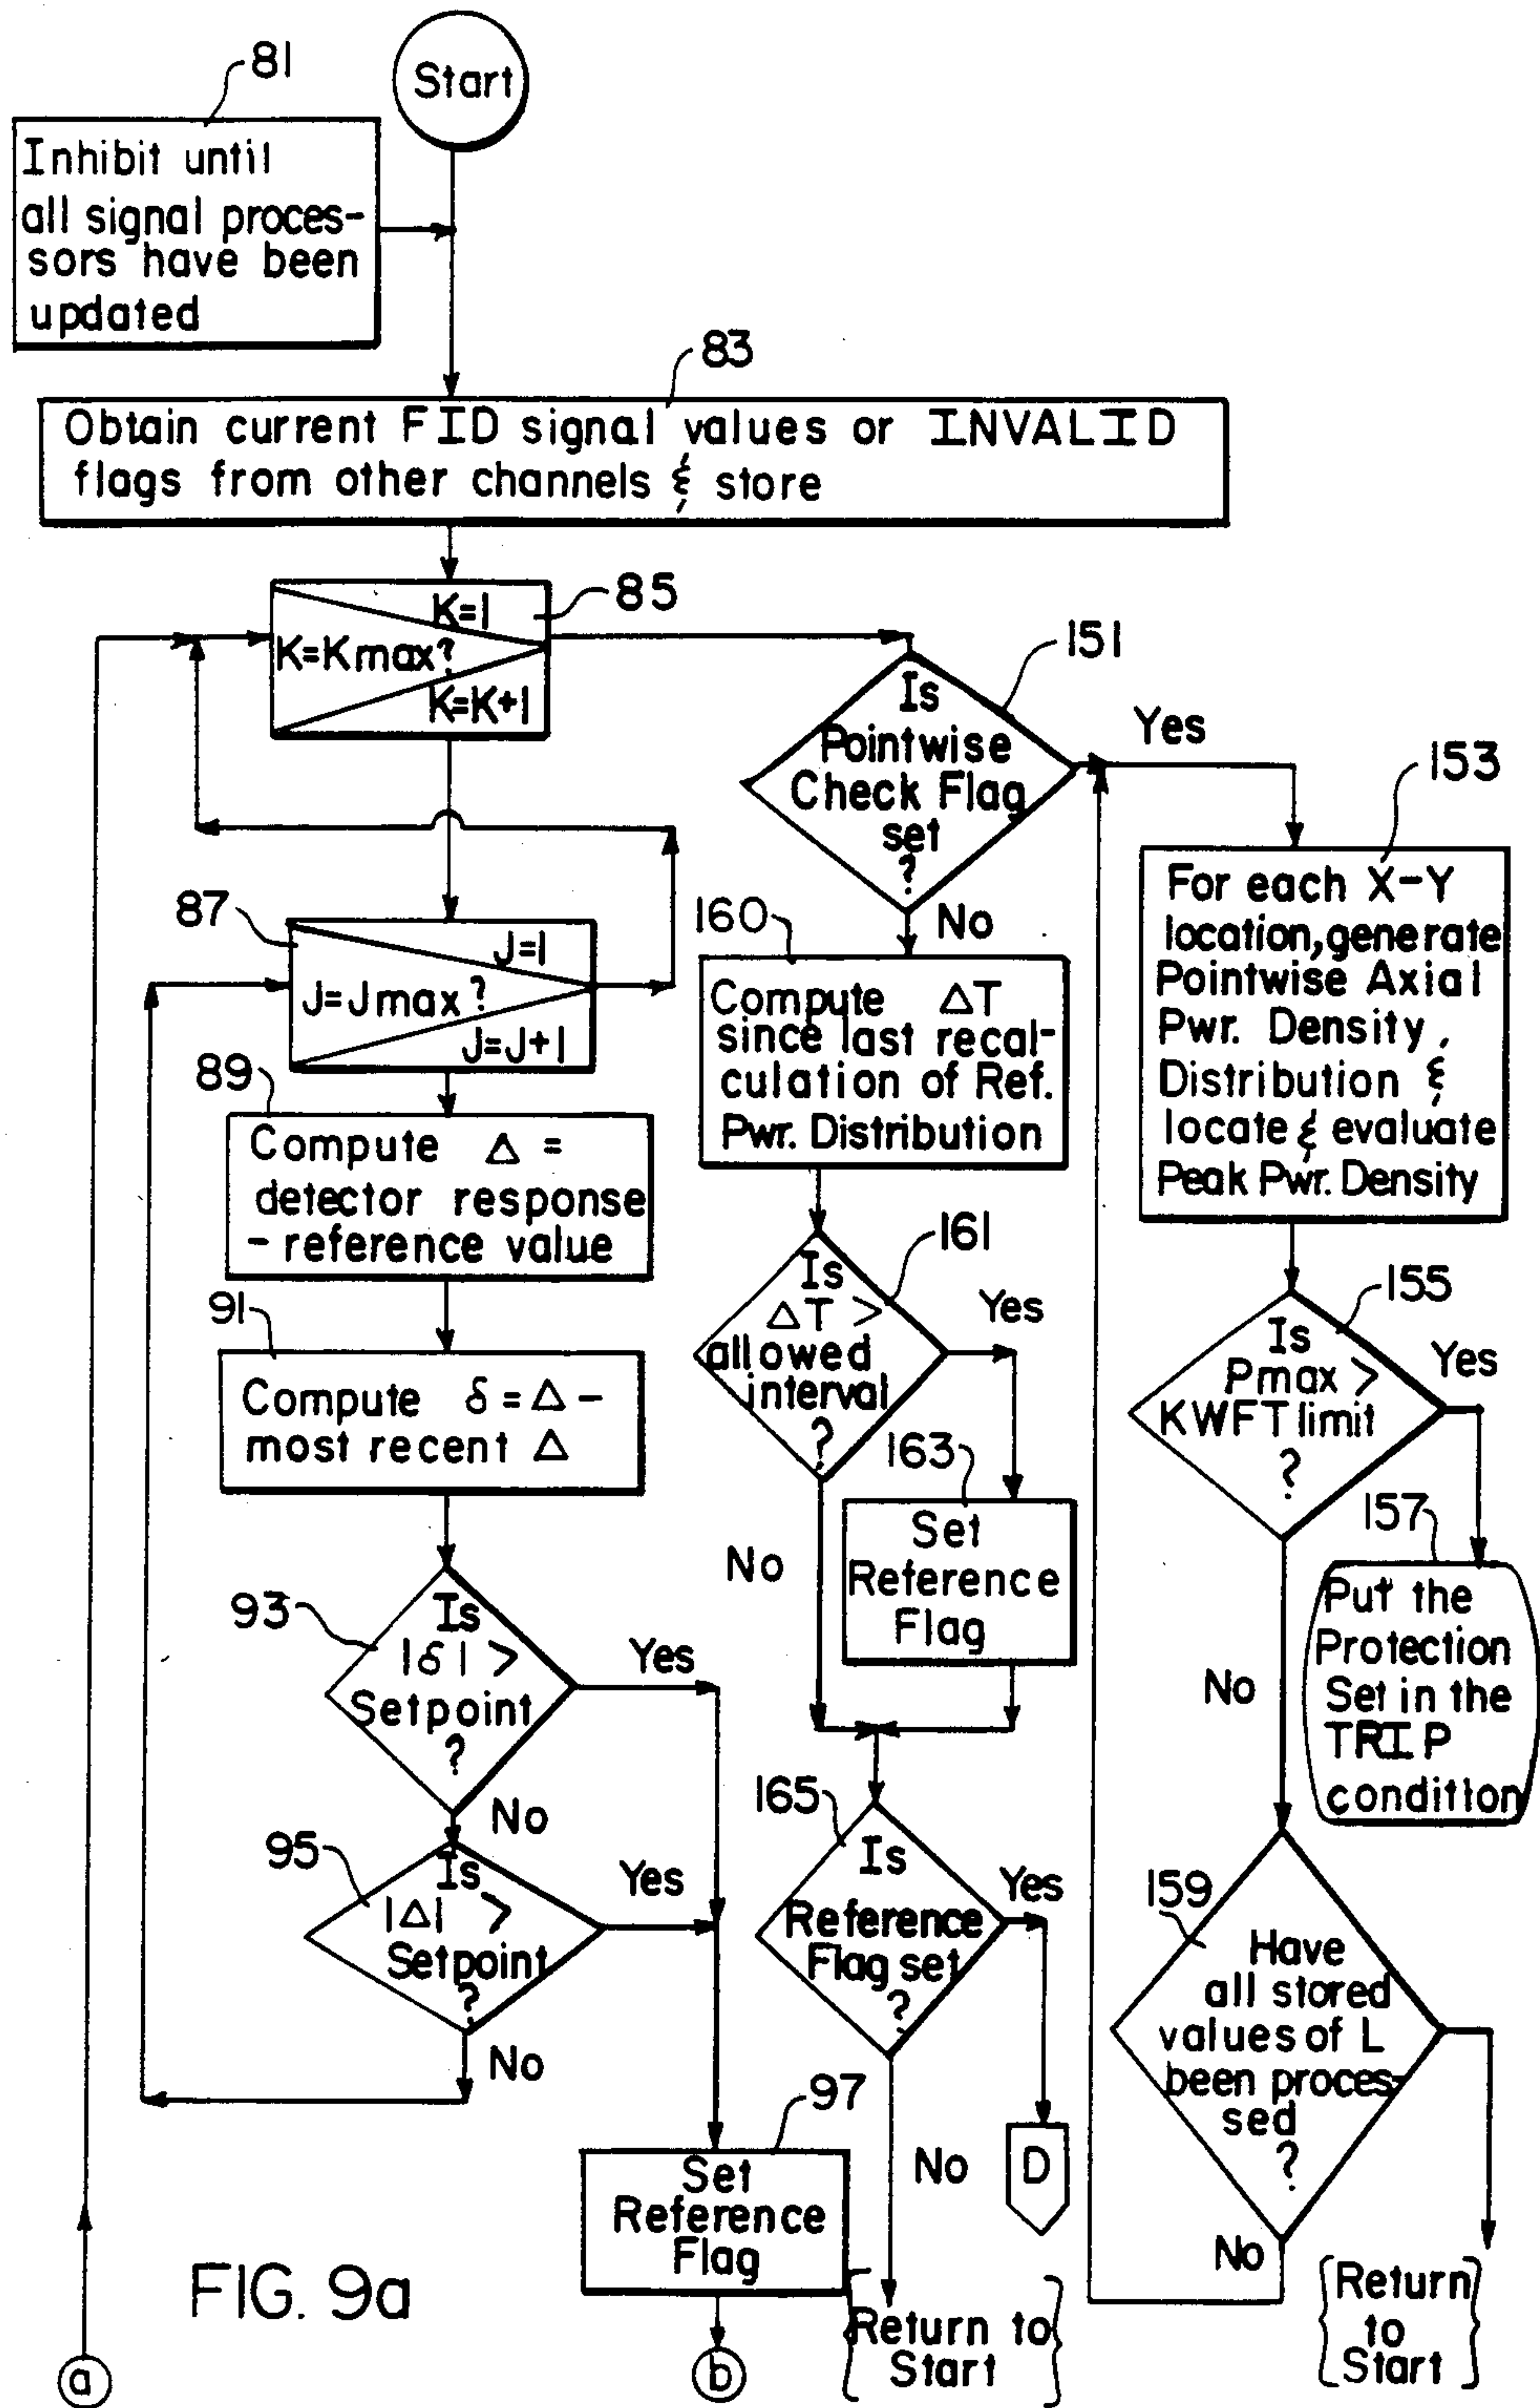 81
Start
Inhibit until
all signal proces-
sors have been
updated
83
Obtain current FID signal values or INVALID
flags from other channels & store
85
K=1
K=Kmax?
K=K+1
151
Is
Pointwise
Check Flag
set
?
Yes
No
153
For each X-Y
location, generate
Pointwise Axial
Pwr. Density,
Distribution &
locate & evaluate
Peak Pwr. Density
87
J=1
J=Jmax?
J=J+1
160
Compute ΔT
since last recal-
culation of Ref.
Pwr. Distribution
89
Compute Δ =
detector response
- reference value
91
Compute δ = Δ -
most recent Δ
161
Is
ΔT >
allowed
interval
?
Yes
No
155
Is
Pmax >
KWFT limit
?
Yes
No
163
Set
Reference
Flag
157
Put the
Protection
Set in the
TRIP
condition
93
Is
|δ| >
Setpoint
?
Yes
No
95
Is
|Δ| >
Setpoint
?
Yes
No
165
Is
Reference
Flag set
?
Yes
No
D
159
Have
all stored
values of L
been proces-
sed
?
No
97
Set
Reference
Flag
Return to
Start
Return
to
Start
FIG. 9a
a
b